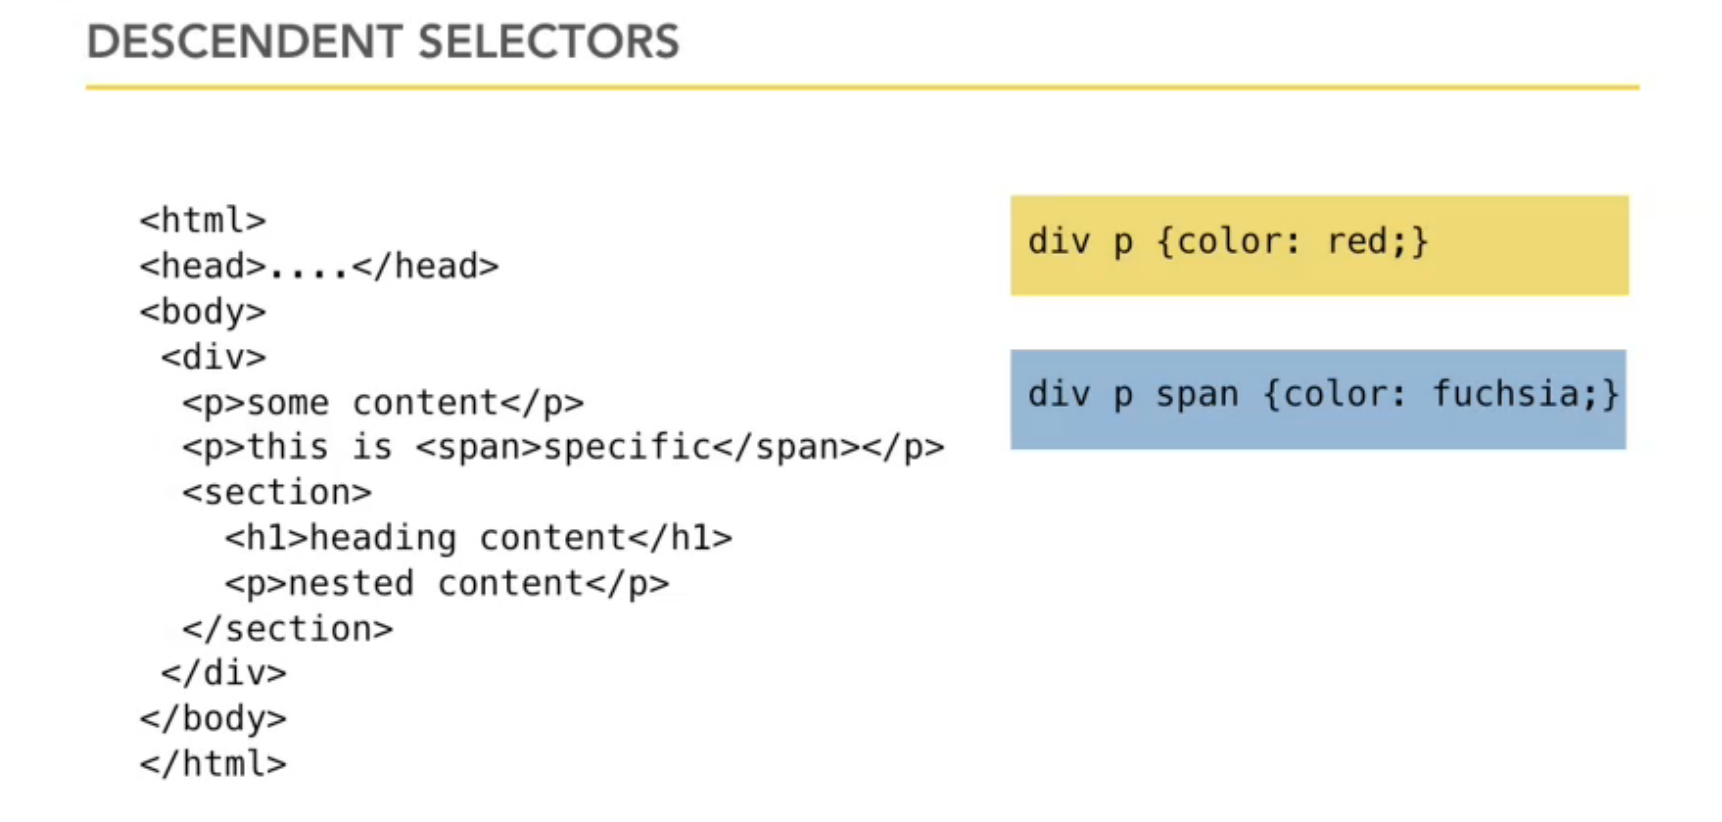 DESCENDENT SELECTORS
<html>
<head>....</head>
<body>
<div>
<p>some content</p>
<p>this is <span>specific</span></p>
<section>
<h1>heading content</h1>
<p>nested content</p>
</section>
</div>
</body>
</html>
div p {color: red;}
div p span {color: fuchsia;}